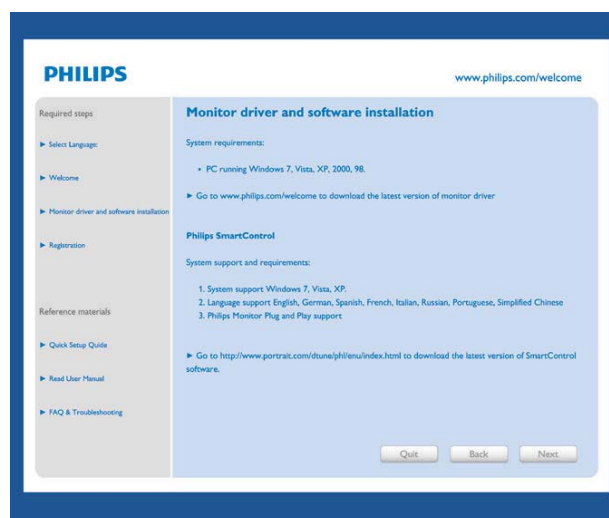 PHILIPS
www.philips.com/welcome
Required steps
► Select Language:
► Welcome
► Monitor driver and software installation
► Registration
Reference materials
► Quick Setup Quide
► Read User Manual
► FAQ & Troubleshooting
Monitor driver and software installation
System requirements:
• PC running Windows 7, Vista, XP, 2000, 98.
► Go to www.philips.com/welcome to download the latest version of monitor driver
Philips SmartControl
System support and requirements:
1. System support Windows 7, Vista, XP.
2. Language support English, German, Spanish, French, Italian, Russian, Portuguese, Simplified Chinese
3. Philips Monitor Plug and Play support
► Go to http://www.portrait.com/dtune/phl/enu/index.html to download the latest version of SmartControl
software.
Quit Back Next